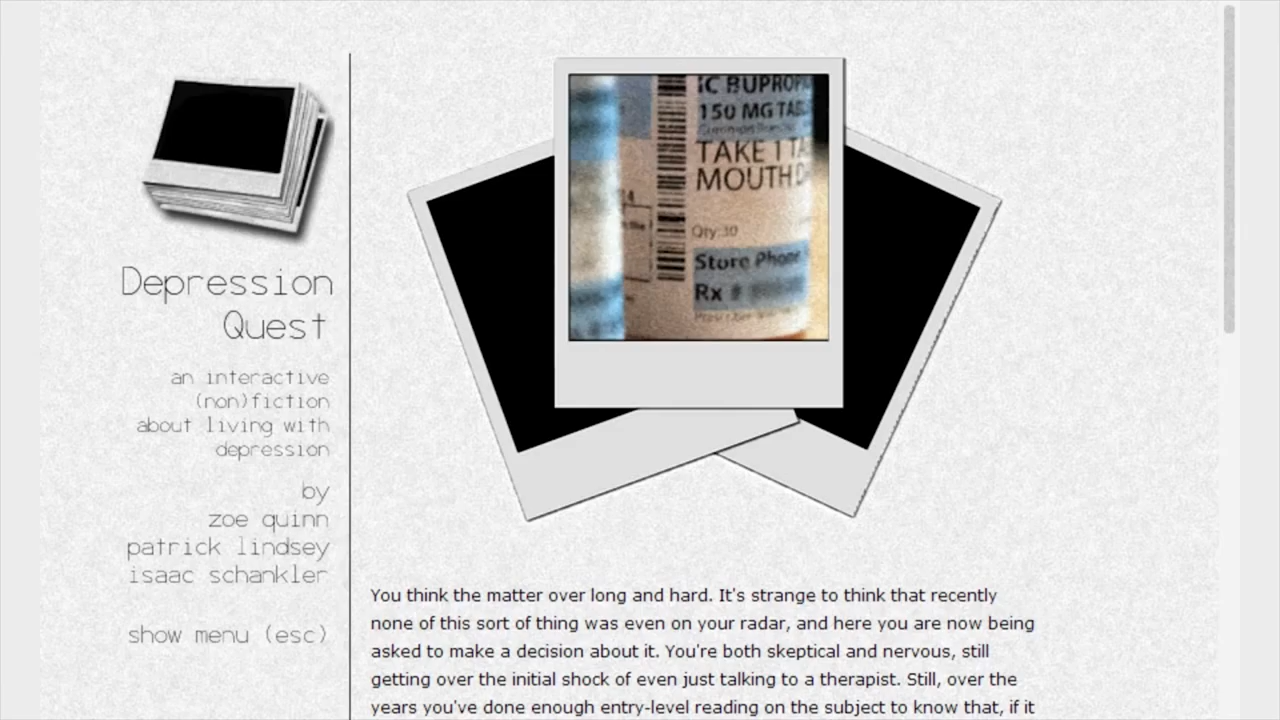 Depression
Quest
an interactive
(non)fiction
about living with
depression
by
zoe quinn
patrick lindsey
isaac schankler
show menu (esc)
150 MG
TAKE 1 TA
MOUTH
Qty:30
Store Phone
Rx #
You think the matter over long and hard. It's strange to think that recently
none of this sort of thing was even on your radar, and here you are now being
asked to make a decision about it. You're both skeptical and nervous, still
getting over the initial shock of even just talking to a therapist. Still, over the
years you've done enough entry-level reading on the subject to know that, if it